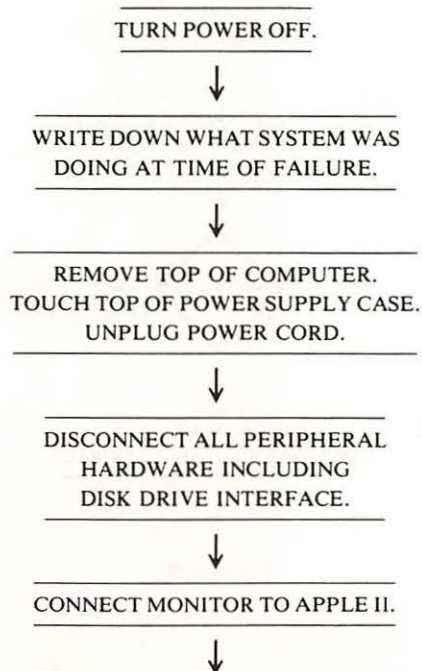 TURN POWER OFF.
WRITE DOWN WHAT SYSTEM WAS
DOING AT TIME OF FAILURE.
REMOVE TOP OF COMPUTER.
TOUCH TOP OF POWER SUPPLY CASE.
UNPLUG POWER CORD.
DISCONNECT ALL PERIPHERAL
HARDWARE INCLUDING
DISK DRIVE INTERFACE.
CONNECT MONITOR TO APPLE II.